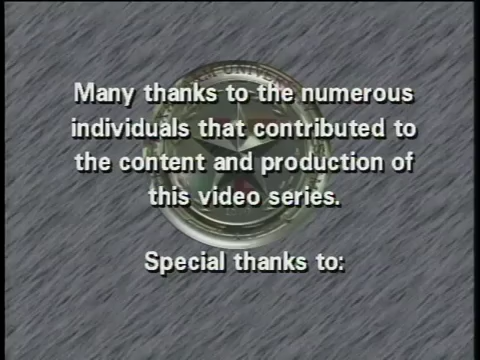 Many thanks to the numerous
individuals that contributed to
the content and production of
this video series.
Special thanks to: